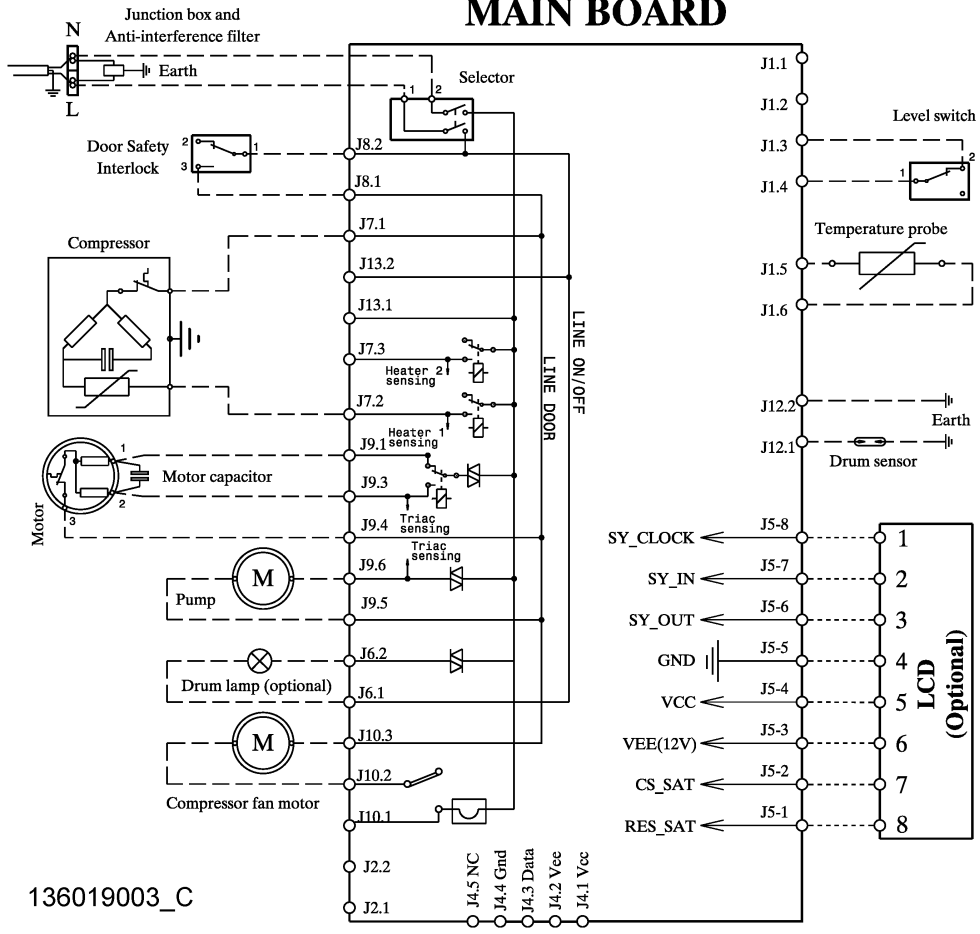 MAIN BOARD
Junction box and
Anti-interference filter
N
Earth
L
Selector
1
2
Door Safety
Interlock
2
1
3
J8.2
J8.1
J7.1
J13.2
J13.1
J7.3
Heater 2
sensing
J7.2
Heater 1
sensing
J9.1
J9.3
Triac
sensing
J9.4
Triac
sensing
J9.6
J9.5
J6.2
J6.1
J10.3
J10.2
J10.1
J2.2
J2.1
LINE ON/OFF
LINE DOOR
Compressor
Motor capacitor
1
2
3
Motor
M
Pump
Drum lamp (optional)
M
Compressor fan motor
J1.1
J1.2
J1.3
J1.4
J1.5
J1.6
J12.2
J12.1
Level switch
2
1
Temperature probe
Earth
Drum sensor
SY_CLOCK
J5-8
1
SY_IN
J5-7
2
SY_OUT
J5-6
3
GND
J5-5
4
VCC
J5-4
5
VEE(12V)
J5-3
6
CS_SAT
J5-2
7
RES_SAT
J5-1
8
LCD
(Optional)
J4.5 NC
J4.4 Gnd
J4.3 Data
J4.2 Vee
J4.1 Vcc
136019003_C